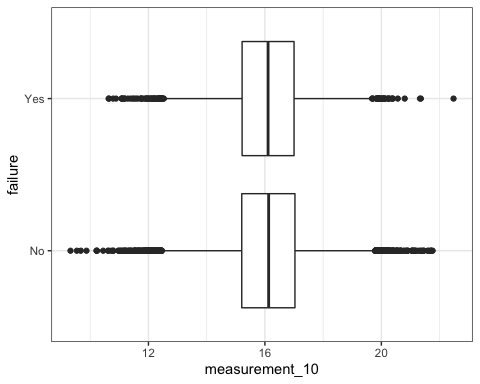 Yes
failure
No
12 16 20
measurement_10